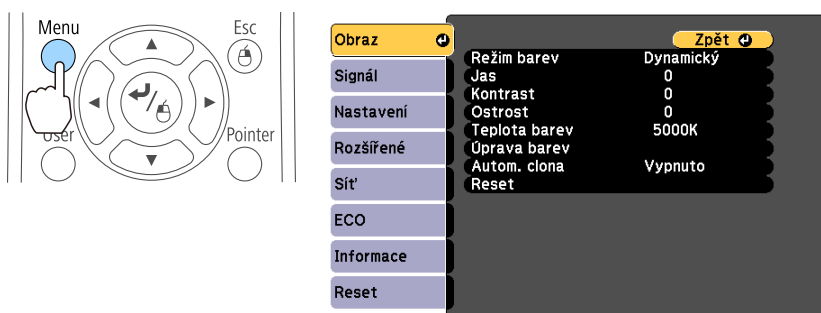 Menu
Esc
User
Pointer
Obraz
Signál
Nastavení
Rozšířené
Síť
ECO
Informace
Reset
Zpět
Režim barev Dynamický
Jas 0
Kontrast 0
Ostrost 0
Teplota barev 5000K
Úprava barev
Autom. clona Vypnuto
Reset